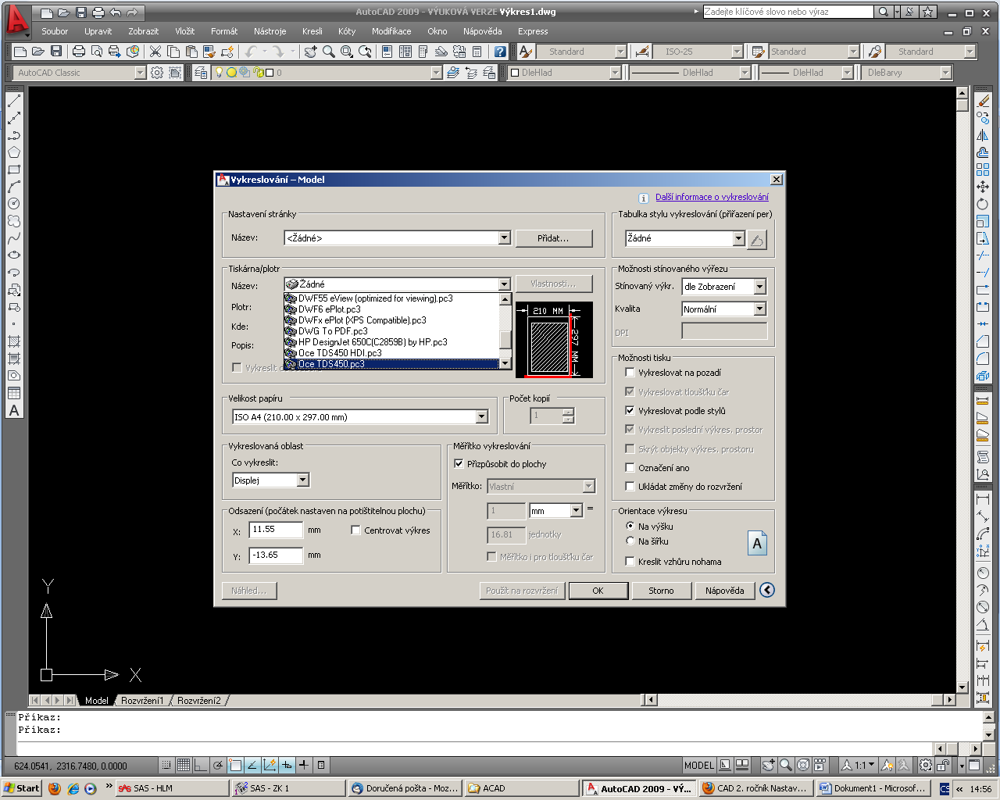 AutoCAD 2009 - VÝUKOVÁ VERZE Výkres1.dwg
Zadejte klíčové slovo nebo výraz
Soubor Upravit Zobrazit Vložit Formát Nástroje Kresli Kóty Modifikace Okno Nápověda Express
Standard ISO-25 Standard Standard
AutoCAD Classic 0 DleHlad DleHlad DleHlad DleBarvy
Vykreslování – Model
Další informace o vykreslování
Nastavení stránky
Název: <Žádné> Přidat...
Tabulka stylu vykreslování (přiřazení per)
Žádné
Tiskárna/plotr
Název: Žádné Vlastnosti...
DWF55 eView (optimized for viewing).pc3
DWF6 ePlot.pc3
DWFx ePlot (XPS Compatible).pc3
DWG To PDF.pc3
HP DesignJet 650C(C2859B) by HP.pc3
Oce TDS450 HDI.pc3
Oce TDS450.pc3
Plotr:
Kde:
Popis:
Vykreslit d
210 MM
297 MM
Možnosti stínovaného výřezu
Stínovaný výkr. dle Zobrazení
Kvalita Normální
DPI
Velikost papíru
ISO A4 (210.00 x 297.00 mm)
Počet kopií
1
Možnosti tisku
Vykreslovat na pozadí
Vykreslovat tloušťku čar
Vykreslovat podle stylů
Vykreslit poslední výkres. prostor
Skrýt objekty výkres. prostoru
Označení ano
Ukládat změny do rozvržení
Vykreslovaná oblast
Co vykreslit:
Displej
Měřítko vykreslování
Přizpůsobit do plochy
Měřítko: Vlastní
1 mm =
16.81 jednotky
Měřítko i pro tloušťku čar
Odsazení (počátek nastaven na potištitelnou plochu)
X: 11.55 mm Centrovat výkres
Y: -13.65 mm
Orientace výkresu
Na výšku
Na šířku
Kreslit vzhůru nohama
A
Náhled... Použít na rozvržení OK Storno Nápověda
Y
X
Model Rozvržení1 Rozvržení2
Příkaz:
Příkaz:
624.0541, 2316.7480, 0.0000 MODEL 1:1
Start SAS - HLM SAS - ZK 1 Doručená pošta - Moz... ACAD AutoCAD 2009 - VÝ... CAD 2. ročník Nastav... Dokument1 - Microsof... CS 14:56